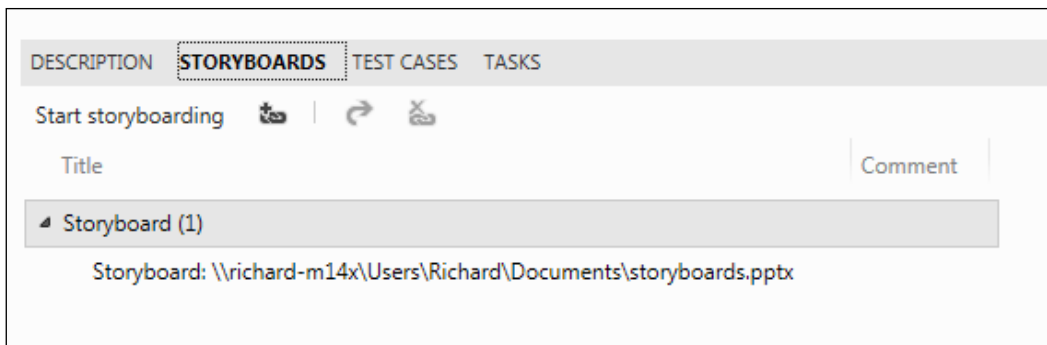 DESCRIPTION STORYBOARDS TEST CASES TASKS
Start storyboarding
Title Comment
Storyboard (1)
Storyboard: \\richard-m14x\Users\Richard\Documents\storyboards.pptx